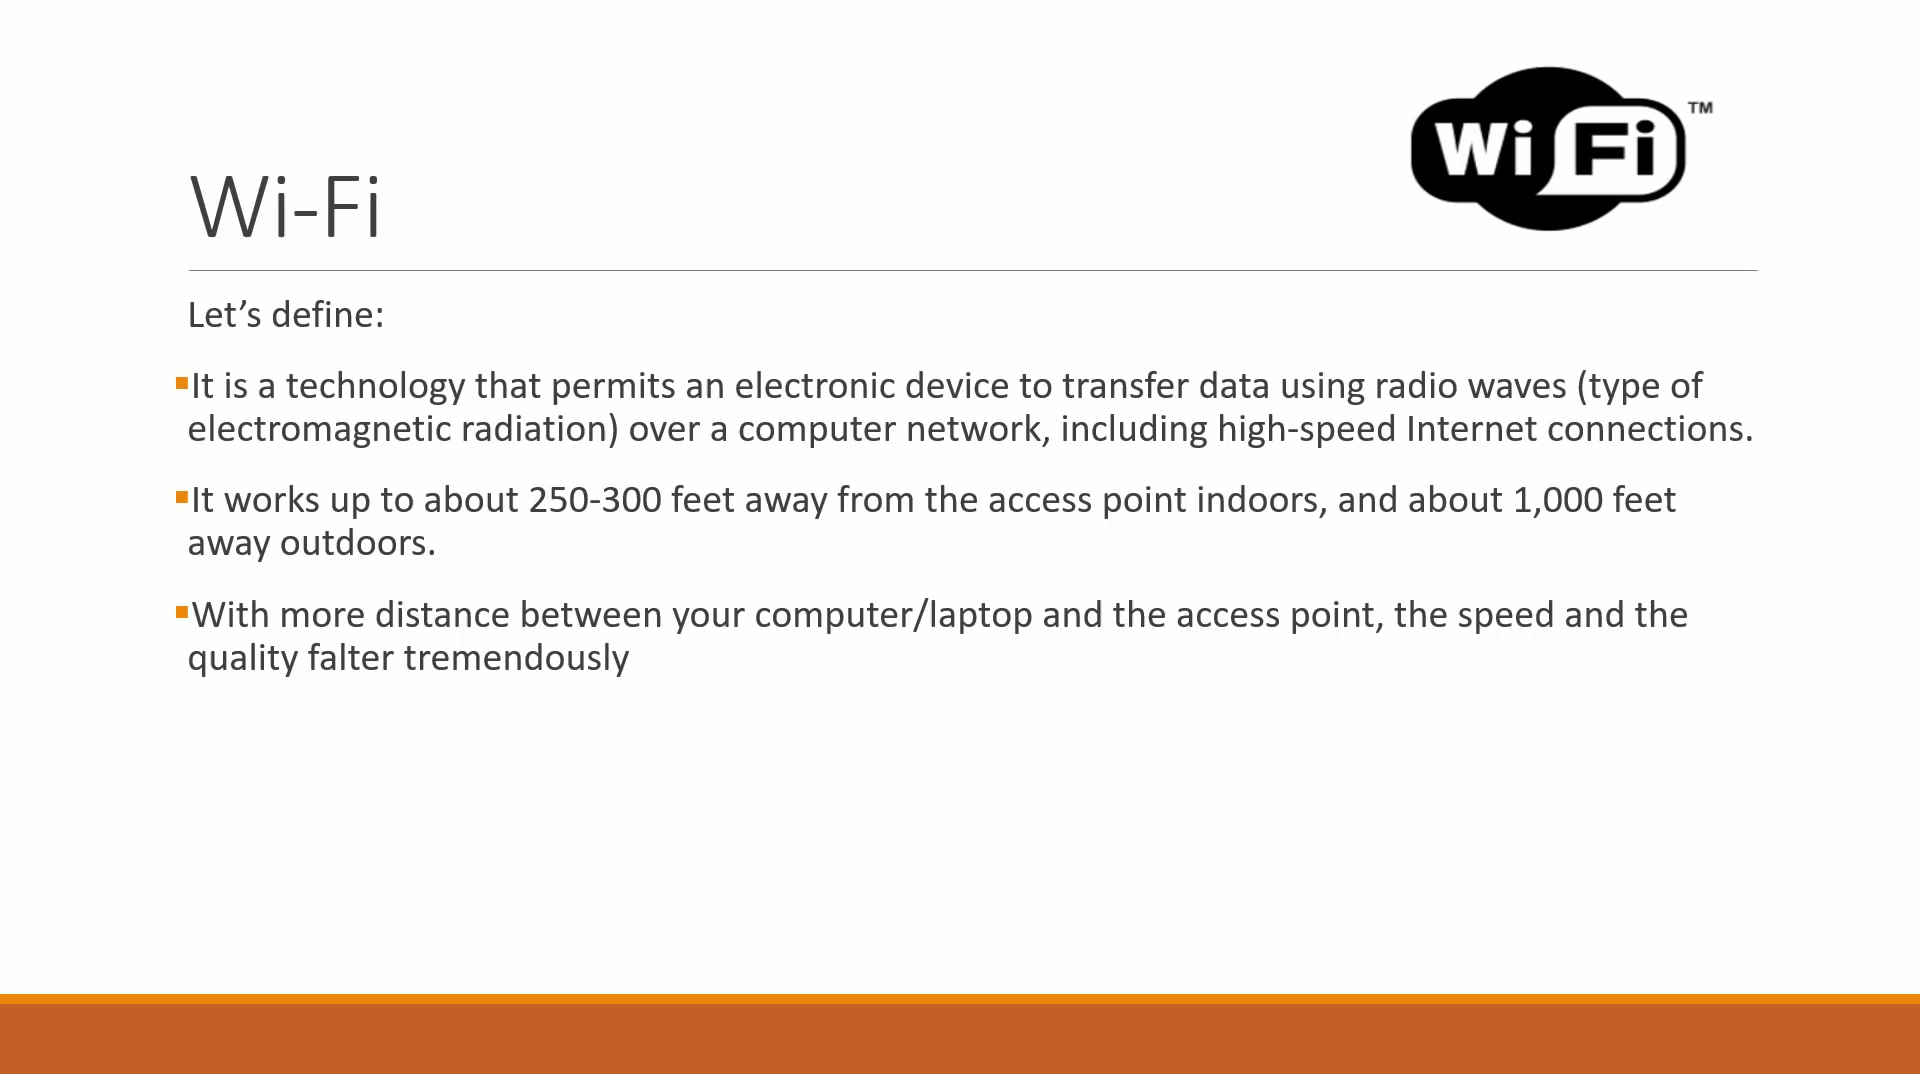 Wi Fi ™
Wi-Fi
Let’s define:
▪It is a technology that permits an electronic device to transfer data using radio waves (type of
electromagnetic radiation) over a computer network, including high-speed Internet connections.
▪It works up to about 250-300 feet away from the access point indoors, and about 1,000 feet
away outdoors.
▪With more distance between your computer/laptop and the access point, the speed and the
quality falter tremendously